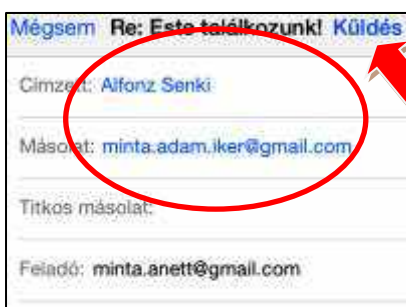 Mégsem Re: Este találkozunk! Küldés
Címzett: Alfonz Senki
Másolat: minta.adam.iker@gmail.com
Titkos másolat:
Feladó: minta.anett@gmail.com